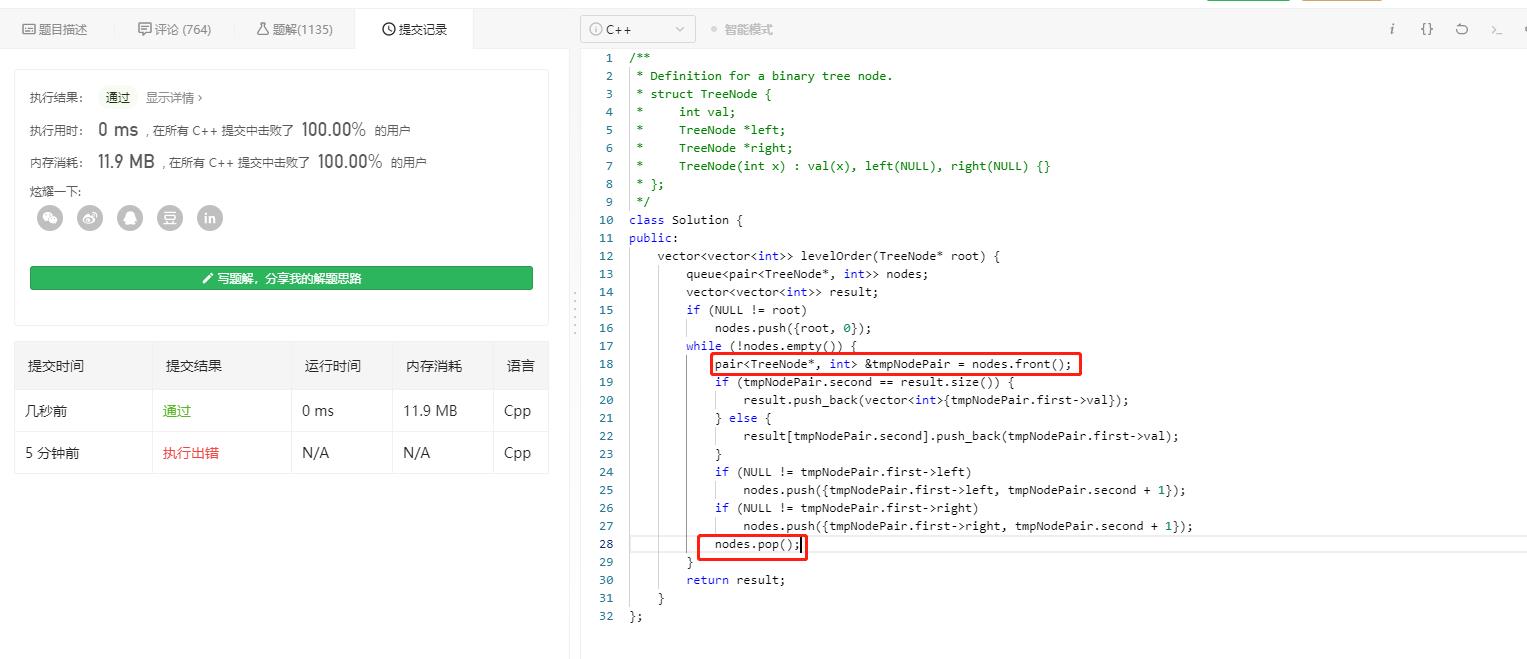 题目描述
评论 (764)
题解(1135)
提交记录
执行结果： 通过 显示详情 ›
执行用时： 0 ms ，在所有 C++ 提交中击败了 100.00% 的用户
内存消耗： 11.9 MB ，在所有 C++ 提交中击败了 100.00% 的用户
炫耀一下:
豆 in
写题解，分享我的解题思路
提交时间 提交结果 运行时间 内存消耗 语言
几秒前 通过 0 ms 11.9 MB Cpp
5 分钟前 执行出错 N/A N/A Cpp
C++ 智能模式 i {} >_
1 /**
2  * Definition for a binary tree node.
3  * struct TreeNode {
4  *     int val;
5  *     TreeNode *left;
6  *     TreeNode *right;
7  *     TreeNode(int x) : val(x), left(NULL), right(NULL) {}
8  * };
9  */
10 class Solution {
11 public:
12     vector<vector<int>> levelOrder(TreeNode* root) {
13         queue<pair<TreeNode*, int>> nodes;
14         vector<vector<int>> result;
15         if (NULL != root)
16             nodes.push({root, 0});
17         while (!nodes.empty()) {
18             pair<TreeNode*, int> &tmpNodePair = nodes.front();
19             if (tmpNodePair.second == result.size()) {
20                 result.push_back(vector<int>{tmpNodePair.first->val});
21             } else {
22                 result[tmpNodePair.second].push_back(tmpNodePair.first->val);
23             }
24             if (NULL != tmpNodePair.first->left)
25                 nodes.push({tmpNodePair.first->left, tmpNodePair.second + 1});
26             if (NULL != tmpNodePair.first->right)
27                 nodes.push({tmpNodePair.first->right, tmpNodePair.second + 1});
28             nodes.pop();
29         }
30         return result;
31     }
32 };